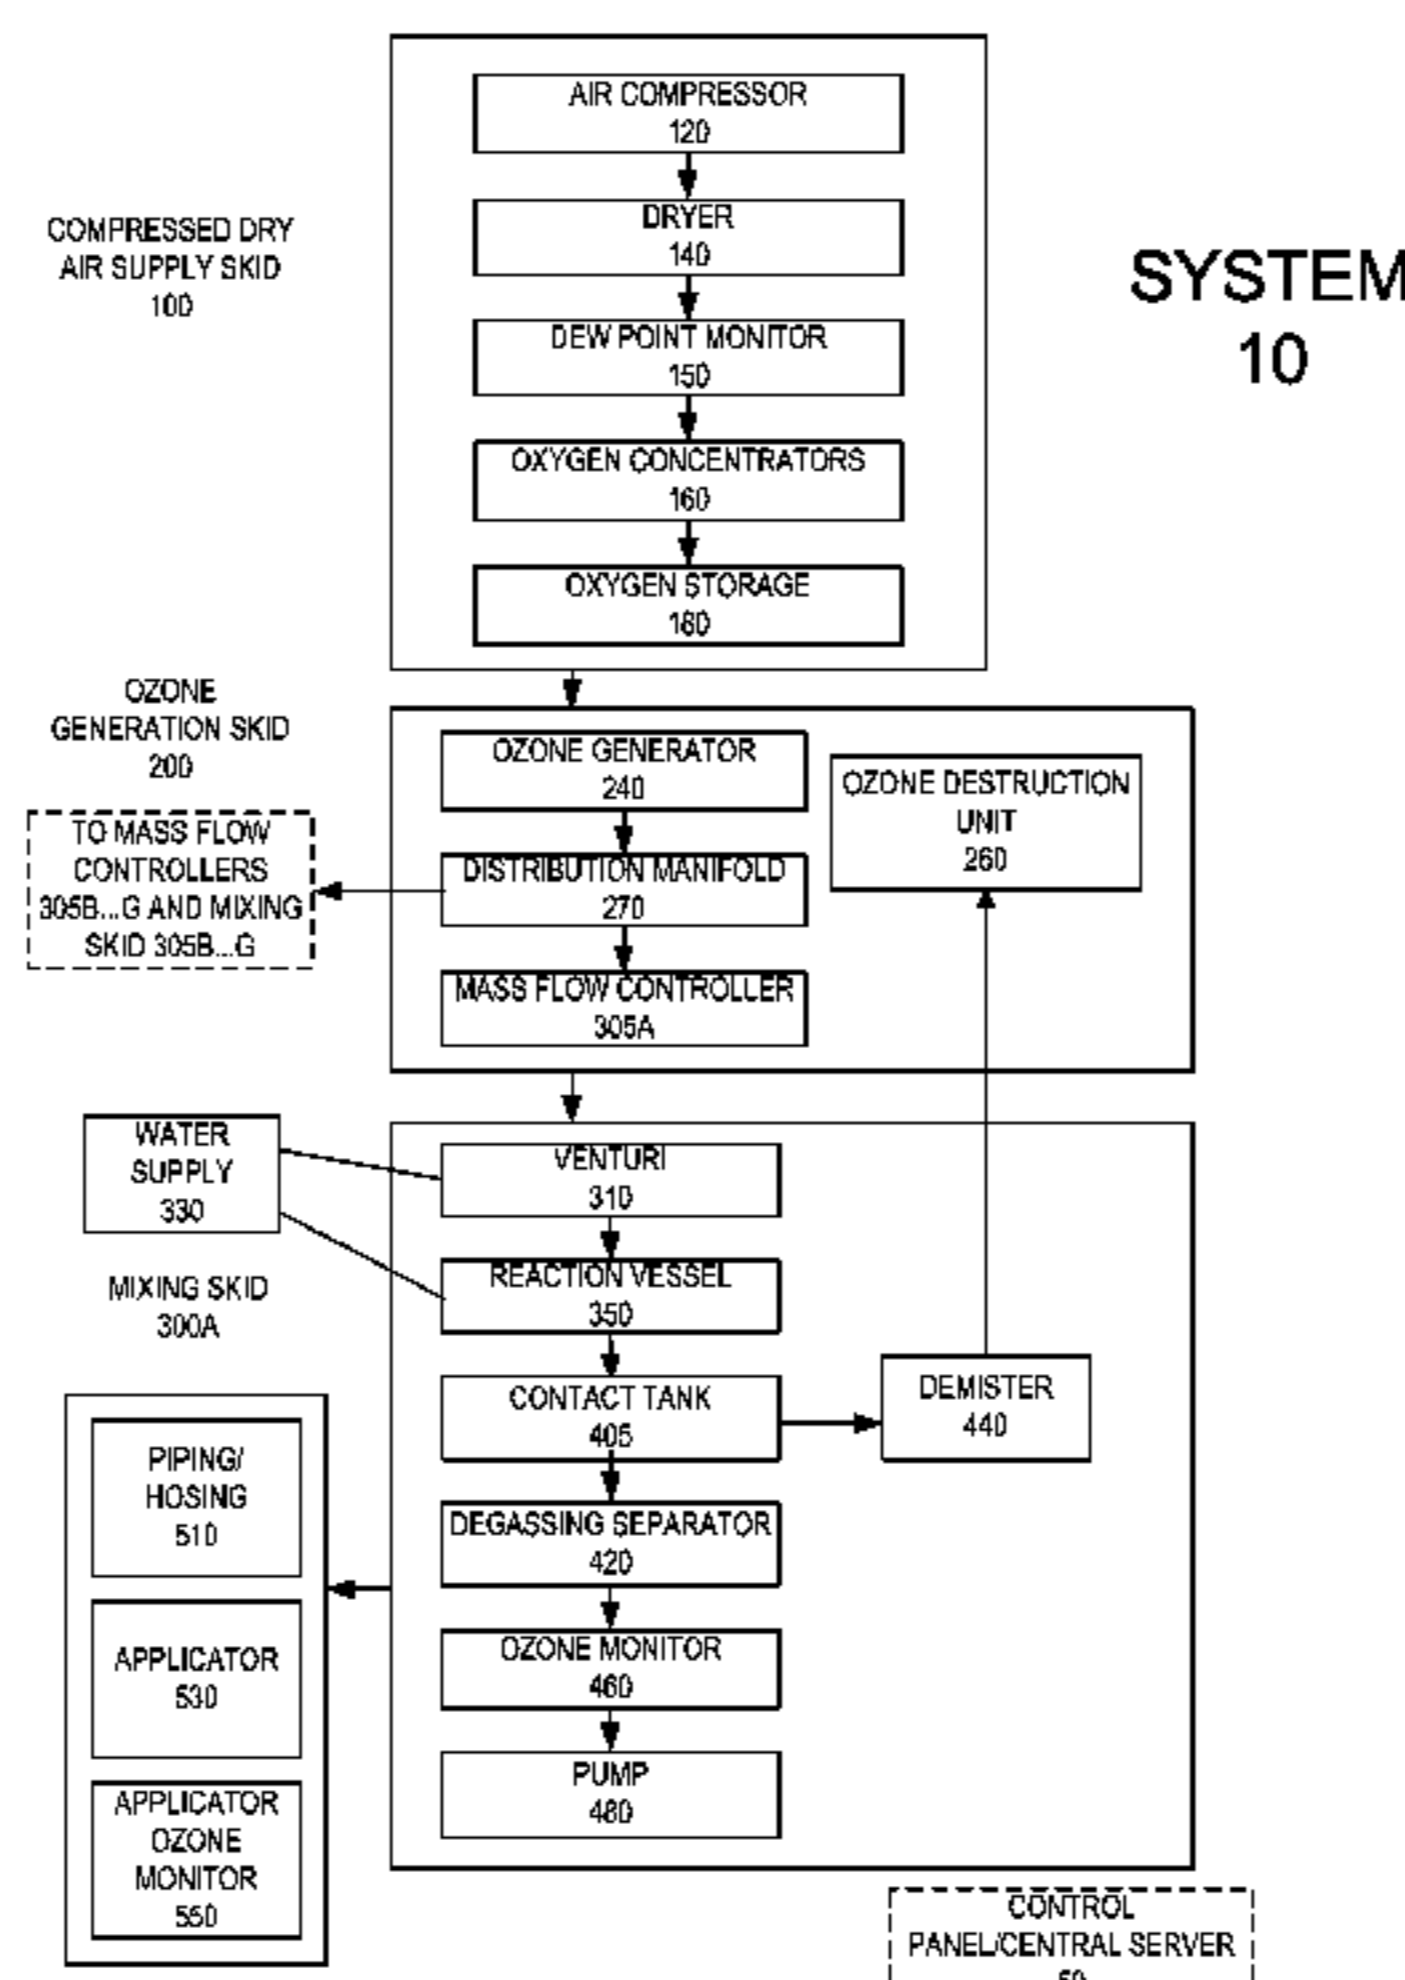 AIR COMPRESSOR
120
DRYER
140
COMPRESSED DRY
AIR SUPPLY SKID
100
SYSTEM
10
DEW POINT MONITOR
150
OXYGEN CONCENTRATORS
160
OXYGEN STORAGE
180
OZONE
GENERATION SKID
200
OZONE GENERATOR
240
OZONE DESTRUCTION
UNIT
260
TO MASS FLOW
CONTROLLERS
305B...G AND MIXING
SKID 305B...G
DISTRIBUTION MANIFOLD
270
MASS FLOW CONTROLLER
305A
WATER
SUPPLY
330
VENTURI
310
MIXING SKID
300A
REACTION VESSEL
350
CONTACT TANK
405
DEMISTER
440
PIPING/
HOSING
510
DEGASSING SEPARATOR
420
APPLICATOR
530
OZONE MONITOR
460
PUMP
480
APPLICATOR
OZONE
MONITOR
550
CONTROL
PANEL/CENTRAL SERVER
50